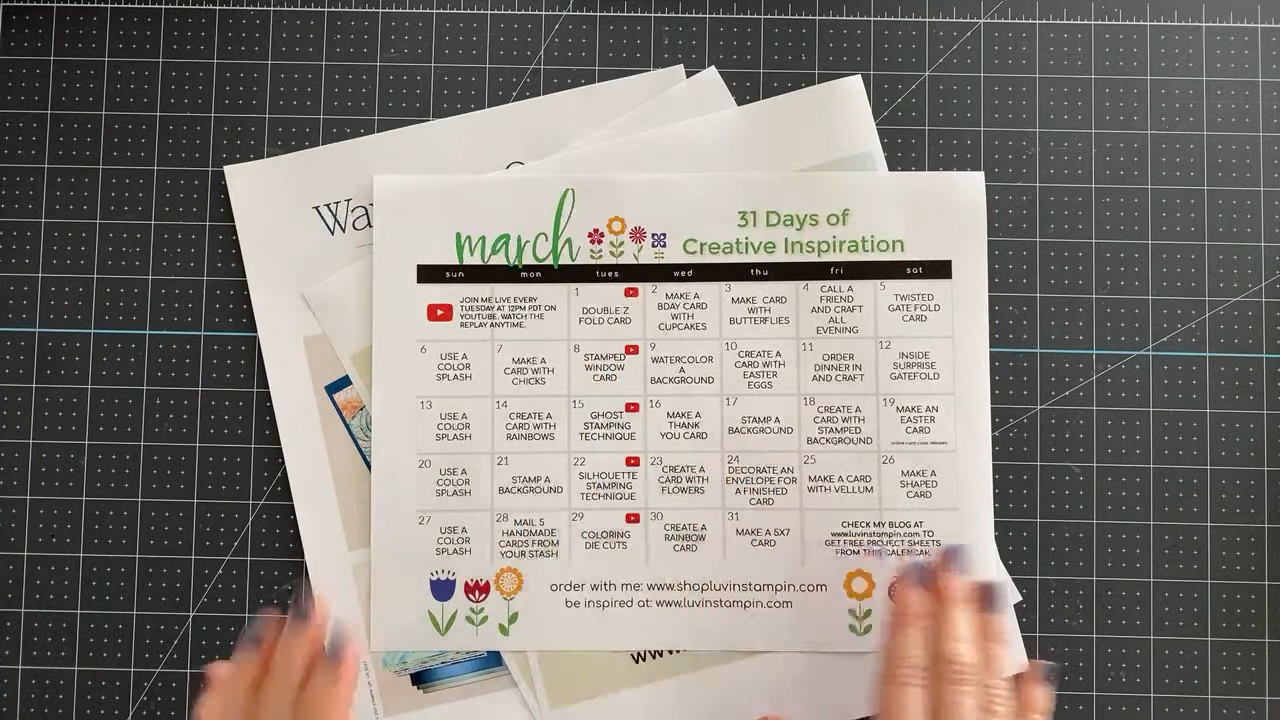 Wa
march
31 Days of
Creative Inspiration
sun mon tues wed thu fri sat
JOIN ME LIVE EVERY
TUESDAY AT 12PM PDT ON
YOUTUBE. WATCH THE
REPLAY ANYTIME.
1
DOUBLE Z
FOLD CARD
2
MAKE A
BDAY CARD
WITH
CUPCAKES
3
MAKE CARD
WITH
BUTTERFLIES
4
CALL A
FRIEND
AND CRAFT
ALL
EVENING
5
TWISTED
GATE FOLD
CARD
6
USE A
COLOR
SPLASH
7
MAKE A
CARD WITH
CHICKS
8
STAMPED
WINDOW
CARD
9
WATERCOLOR
A
BACKGROUND
10
CREATE A
CARD WITH
EASTER
EGGS
11
ORDER
DINNER IN
AND CRAFT
12
INSIDE
SURPRISE
GATEFOLD
13
USE A
COLOR
SPLASH
14
CREATE A
CARD WITH
RAINBOWS
15
GHOST
STAMPING
TECHNIQUE
16
MAKE A
THANK
YOU CARD
17
STAMP A
BACKGROUND
18
CREATE A
CARD WITH
STAMPED
BACKGROUND
19
MAKE AN
EASTER
CARD
online card class releases
20
USE A
COLOR
SPLASH
21
STAMP A
BACKGROUND
22
SILHOUETTE
STAMPING
TECHNIQUE
23
CREATE A
CARD WITH
FLOWERS
24
DECORATE AN
ENVELOPE FOR
A FINISHED
CARD
25
MAKE A CARD
WITH VELLUM
26
MAKE A
SHAPED
CARD
27
USE A
COLOR
SPLASH
28
MAIL 5
HANDMADE
CARDS FROM
YOUR STASH
29
COLORING
DIE CUTS
30
CREATE A
RAINBOW
CARD
31
MAKE A 5X7
CARD
CHECK MY BLOG AT
www.luvinstampin.com TO
GET FREE PROJECT SHEETS
FROM THIS CALENDAR.
order with me: www.shopluvinstampin.com
be inspired at: www.luvinstampin.com
www.